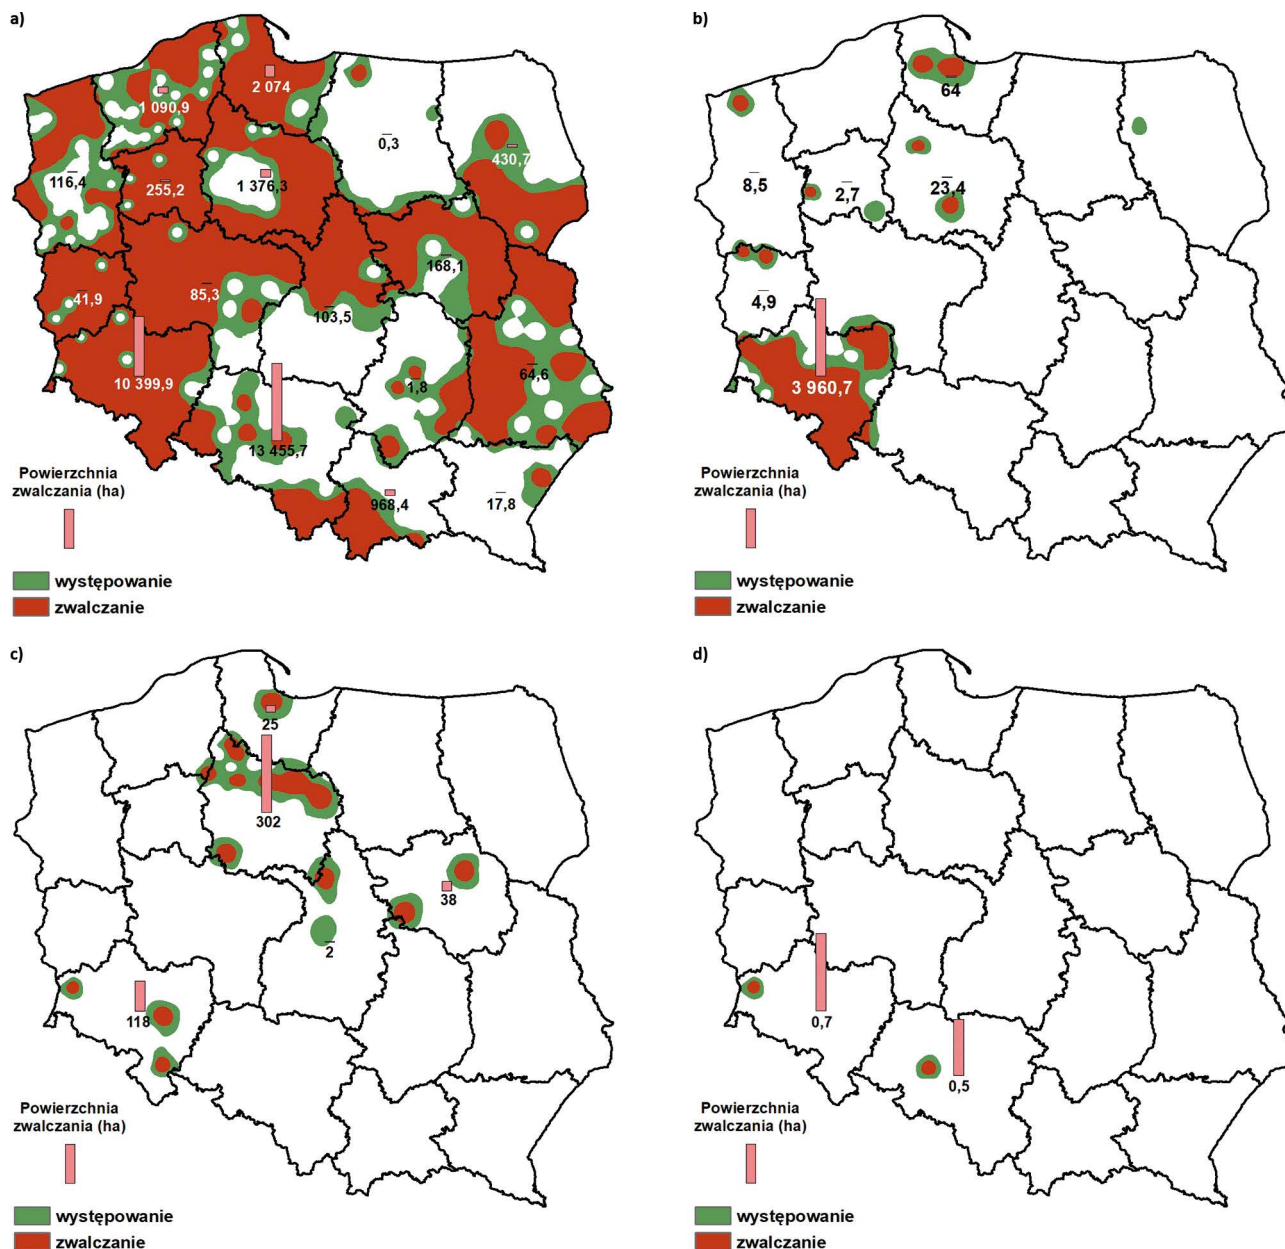 a)
2 074
1 090,9
0,3
430,7
116,4
255,2
1 376,3
168,1
41,9
85,3
103,5
10 399,9
1,8
64,6
13 455,7
968,4
17,8
Powierzchnia
zwalczania (ha)
występowanie
zwalczanie
b)
64
8,5
2,7
23,4
4,9
3 960,7
Powierzchnia
zwalczania (ha)
występowanie
zwalczanie
c)
25
302
38
2
118
Powierzchnia
zwalczania (ha)
występowanie
zwalczanie
d)
0,7
0,5
Powierzchnia
zwalczania (ha)
występowanie
zwalczanie